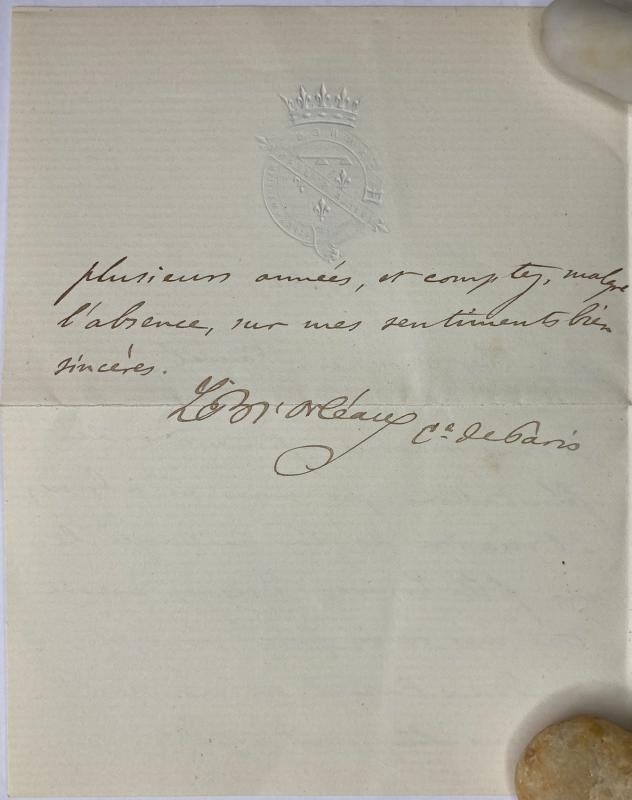 plusieurs années, et comptez, malgré
l'absence, sur mes sentiments bien
sincères.
d'Orléans Cte de Paris